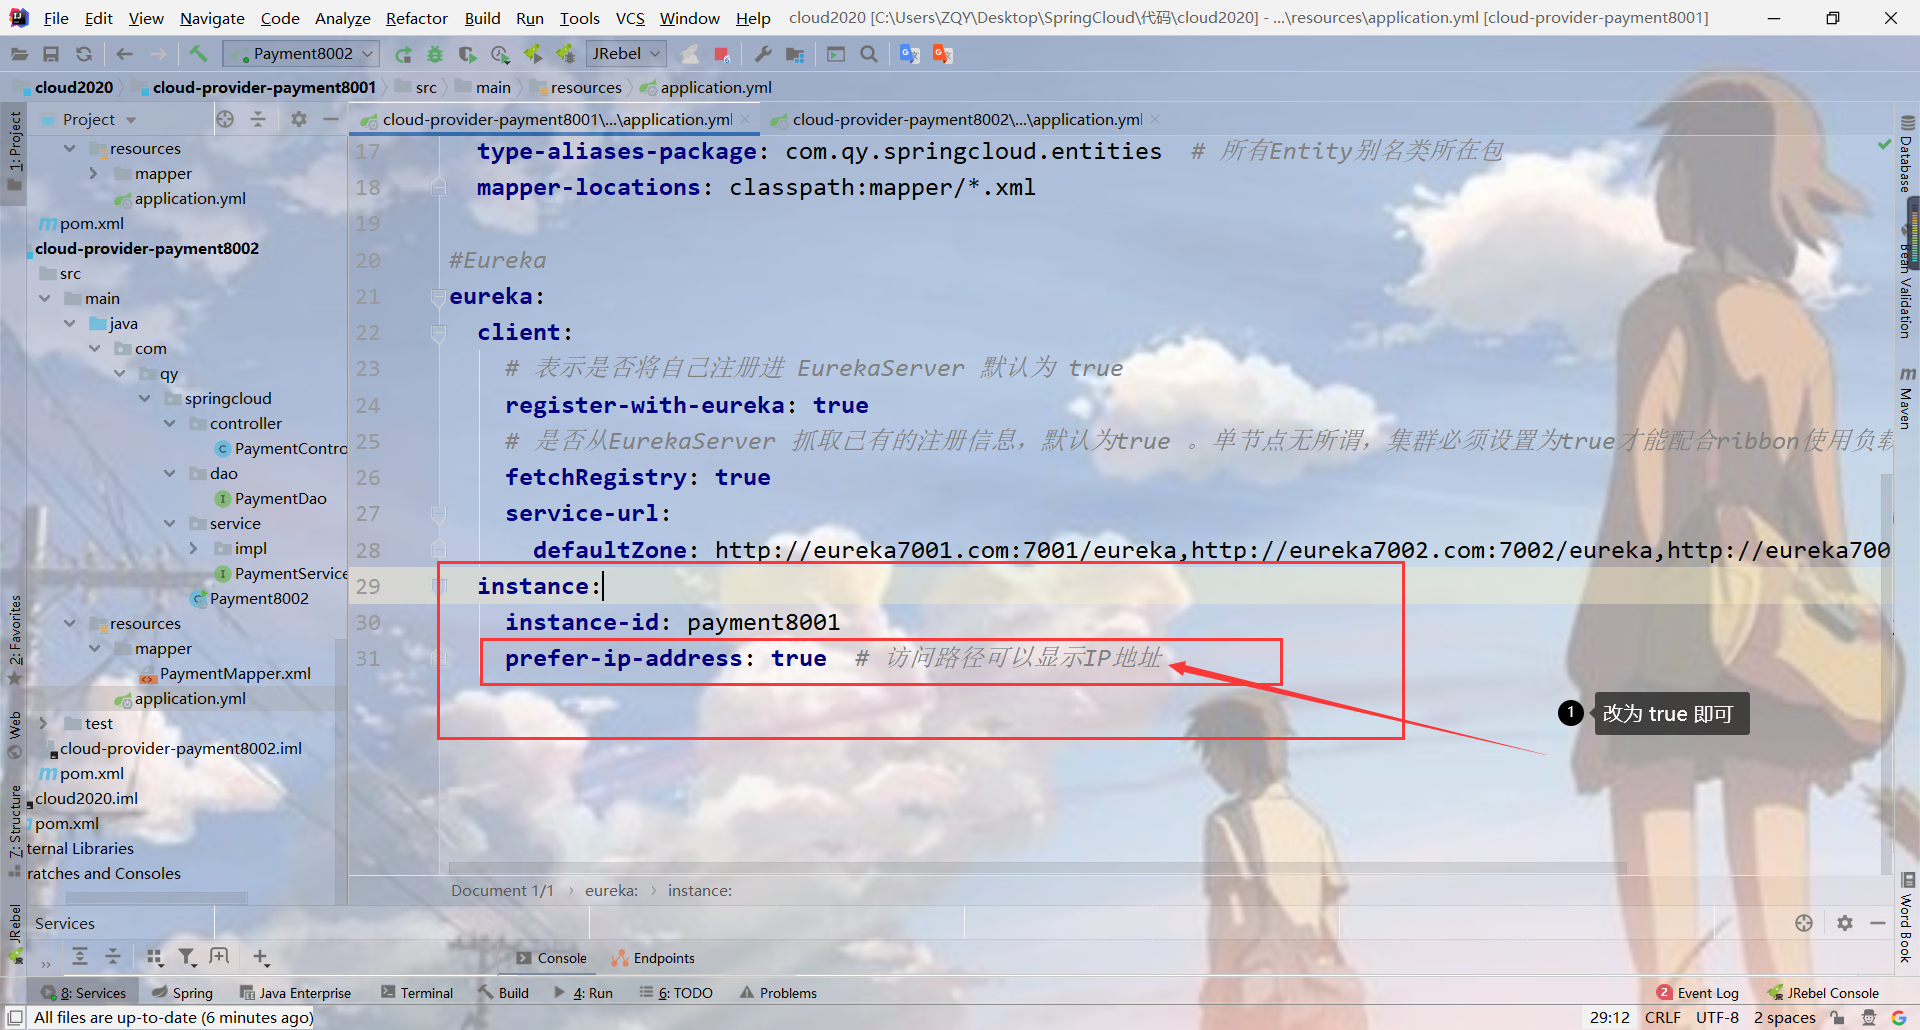 File Edit View Navigate Code Analyze Refactor Build Run Tools VCS Window Help cloud2020 [C:\Users\ZQY\Desktop\SpringCloud\代码\cloud2020] - ...\resources\application.yml [cloud-provider-payment8001]
Payment8002 JRebel
cloud2020 cloud-provider-payment8001 src main resources application.yml
Project
cloud-provider-payment8001\...\application.yml cloud-provider-payment8002\...\application.yml
1: Project
2: Favorites
Web
7: Structure
JRebel
resources
mapper
application.yml
pom.xml
cloud-provider-payment8002
src
main
java
com
qy
springcloud
controller
PaymentContro
dao
PaymentDao
service
impl
PaymentService
Payment8002
resources
mapper
PaymentMapper.xml
application.yml
test
cloud-provider-payment8002.iml
pom.xml
cloud2020.iml
pom.xml
ternal Libraries
ratches and Consoles
17 type-aliases-package: com.qy.springcloud.entities # 所有Entity别名类所在包
18 mapper-locations: classpath:mapper/*.xml
19
20 #Eureka
21 eureka:
22 client:
23 # 表示是否将自己注册进 EurekaServer 默认为 true
24 register-with-eureka: true
25 # 是否从EurekaServer 抓取已有的注册信息，默认为true 。单节点无所谓，集群必须设置为true才能配合ribbon使用负载
26 fetchRegistry: true
27 service-url:
28 defaultZone: http://eureka7001.com:7001/eureka,http://eureka7002.com:7002/eureka,http://eureka700
29 instance:
30 instance-id: payment8001
31 prefer-ip-address: true # 访问路径可以显示IP地址
1 改为 true 即可
Document 1/1 eureka: instance:
Database
Bean Validation
m Maven
Word Book
Services
Console Endpoints
8: Services Spring Java Enterprise Terminal Build 4: Run 6: TODO Problems 2 Event Log JRebel Console
All files are up-to-date (6 minutes ago) 29:12 CRLF UTF-8 2 spaces